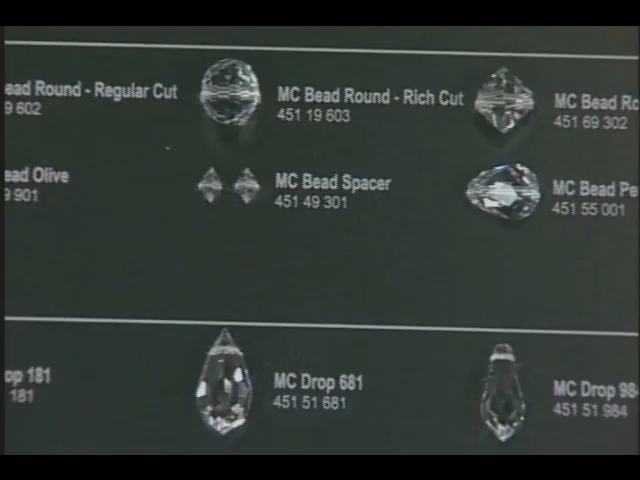 ead Round - Regular Cut
9 602
MC Bead Round - Rich Cut
451 19 603
MC Bead Ro
451 69 302
ead Olive
9 901
MC Bead Spacer
451 49 301
MC Bead Pe
451 55 001
op 181
181
MC Drop 681
451 51 681
MC Drop 98
451 51 984